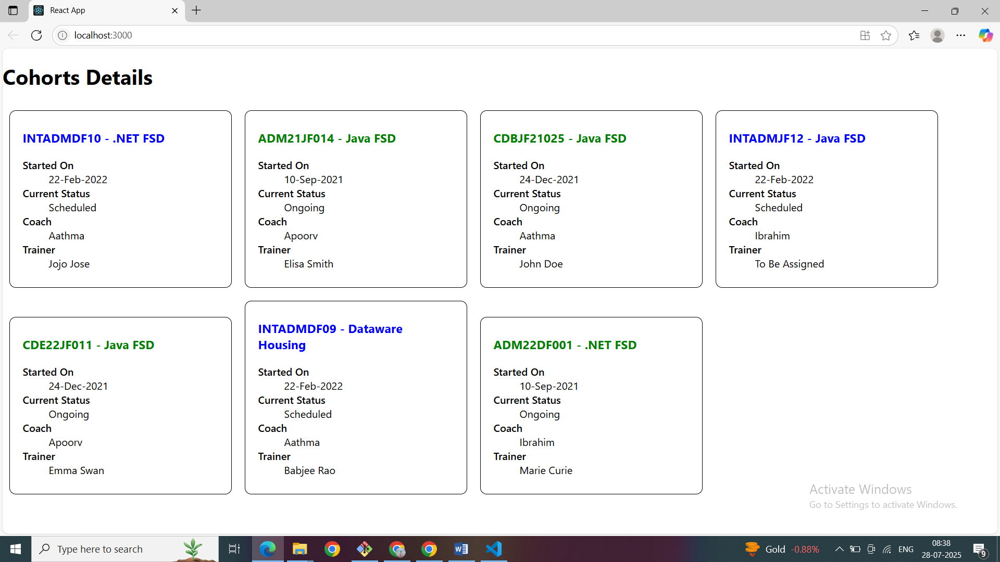 React App
localhost:3000
Cohorts Details
INTADMDF10 - .NET FSD
Started On
22-Feb-2022
Current Status
Scheduled
Coach
Aathma
Trainer
Jojo Jose
ADM21JF014 - Java FSD
Started On
10-Sep-2021
Current Status
Ongoing
Coach
Apoorv
Trainer
Elisa Smith
CDBJF21025 - Java FSD
Started On
24-Dec-2021
Current Status
Ongoing
Coach
Aathma
Trainer
John Doe
INTADMJF12 - Java FSD
Started On
22-Feb-2022
Current Status
Scheduled
Coach
Ibrahim
Trainer
To Be Assigned
CDE22JF011 - Java FSD
Started On
24-Dec-2021
Current Status
Ongoing
Coach
Apoorv
Trainer
Emma Swan
INTADMDF09 - Dataware
Housing
Started On
22-Feb-2022
Current Status
Scheduled
Coach
Aathma
Trainer
Babjee Rao
ADM22DF001 - .NET FSD
Started On
10-Sep-2021
Current Status
Ongoing
Coach
Ibrahim
Trainer
Marie Curie
Activate Windows
Go to Settings to activate Windows.
Type here to search
Gold -0.88%
ENG
08:38
28-07-2025
9